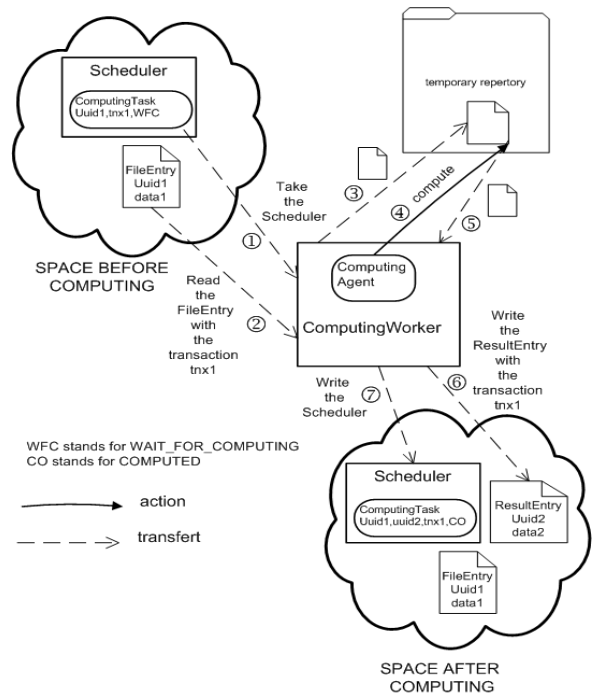 Scheduler
ComputingTask
Uuid1,tnx1,WFC
FileEntry
Uuid1
data1
SPACE BEFORE
COMPUTING
temporary repertory
Take
the
Scheduler
①
③
④
compute
⑤
Read
the
FileEntry
with
the
transaction
tnx1
②
Computing
Agent
ComputingWorker
Write
the
ResultEntry
with
the
transaction
tnx1
⑥
Write
the
Scheduler
⑦
WFC stands for WAIT_FOR_COMPUTING
CO stands for COMPUTED
action
transfert
Scheduler
ComputingTask
Uuid1,uuid2,tnx1,CO
ResultEntry
Uuid2
data2
FileEntry
Uuid1
data1
SPACE AFTER
COMPUTING